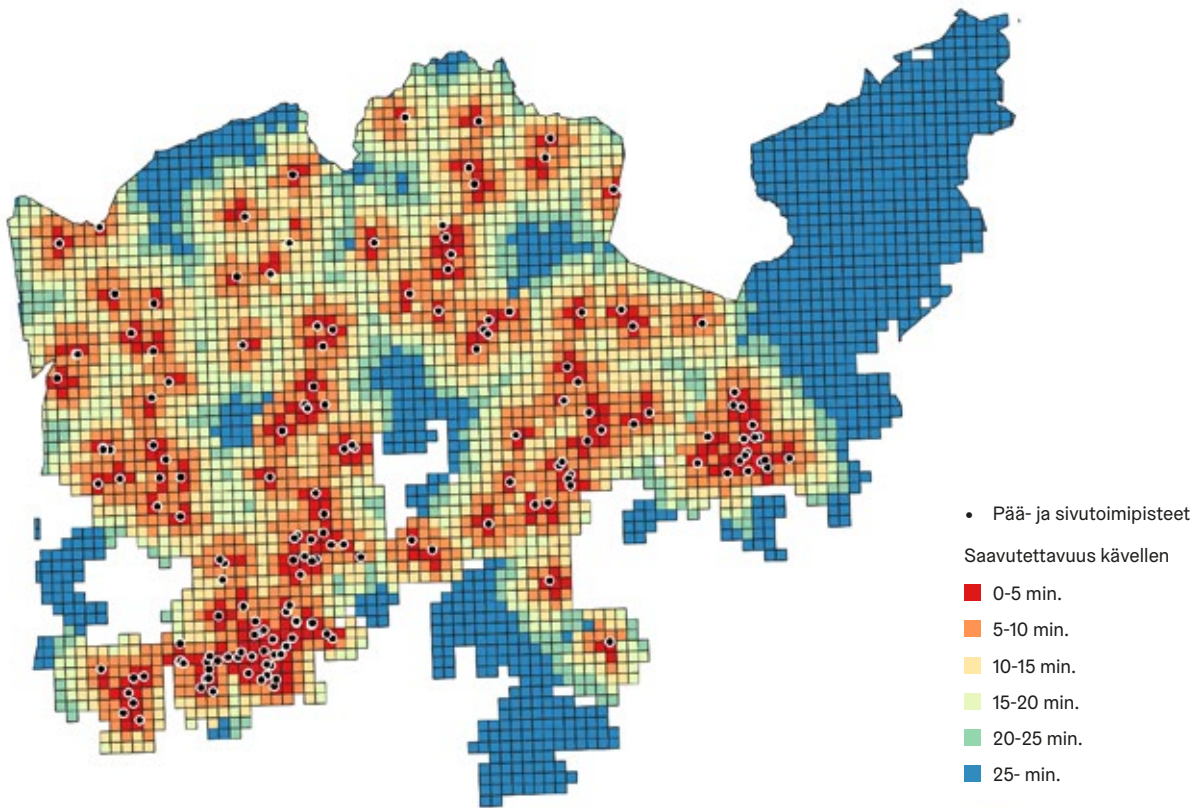 Pää- ja sivutoimipisteet
Saavutettavuus kävellen
0-5 min.
5-10 min.
10-15 min.
15-20 min.
20-25 min.
25- min.